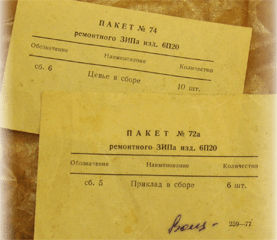 ПАКЕТ № 74
ремонтного ЗИПа изд. 6П20
Обозначение Наименование Количество
сб. 6 Цевье в сборе 10 шт.
ПАКЕТ № 72а
ремонтного ЗИПа изд. 6П20
Обозначение Наименование Количество
сб. 5 Приклад в сборе 6 шт.
239—77